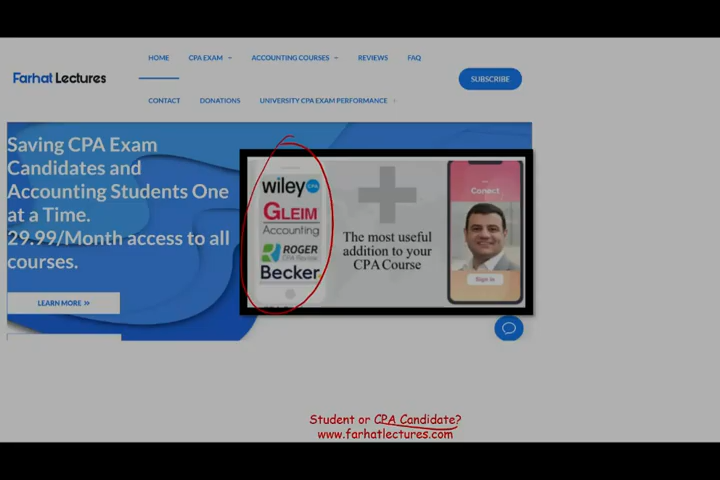 HOME CPA EXAM ACCOUNTING COURSES REVIEWS FAQ
Farhat Lectures
SUBSCRIBE
CONTACT DONATIONS UNIVERSITY CPA EXAM PERFORMANCE
Saving CPA Exam
Candidates and
Accounting Students One
at a Time.
29.99/Month access to all
courses.
LEARN MORE »
wiley CPA
GLEIM
Accounting
ROGER
CPA Review
Becker
The most useful
addition to your
CPA Course
Correct
Sign in
Student or CPA Candidate?
www.farhatlectures.com